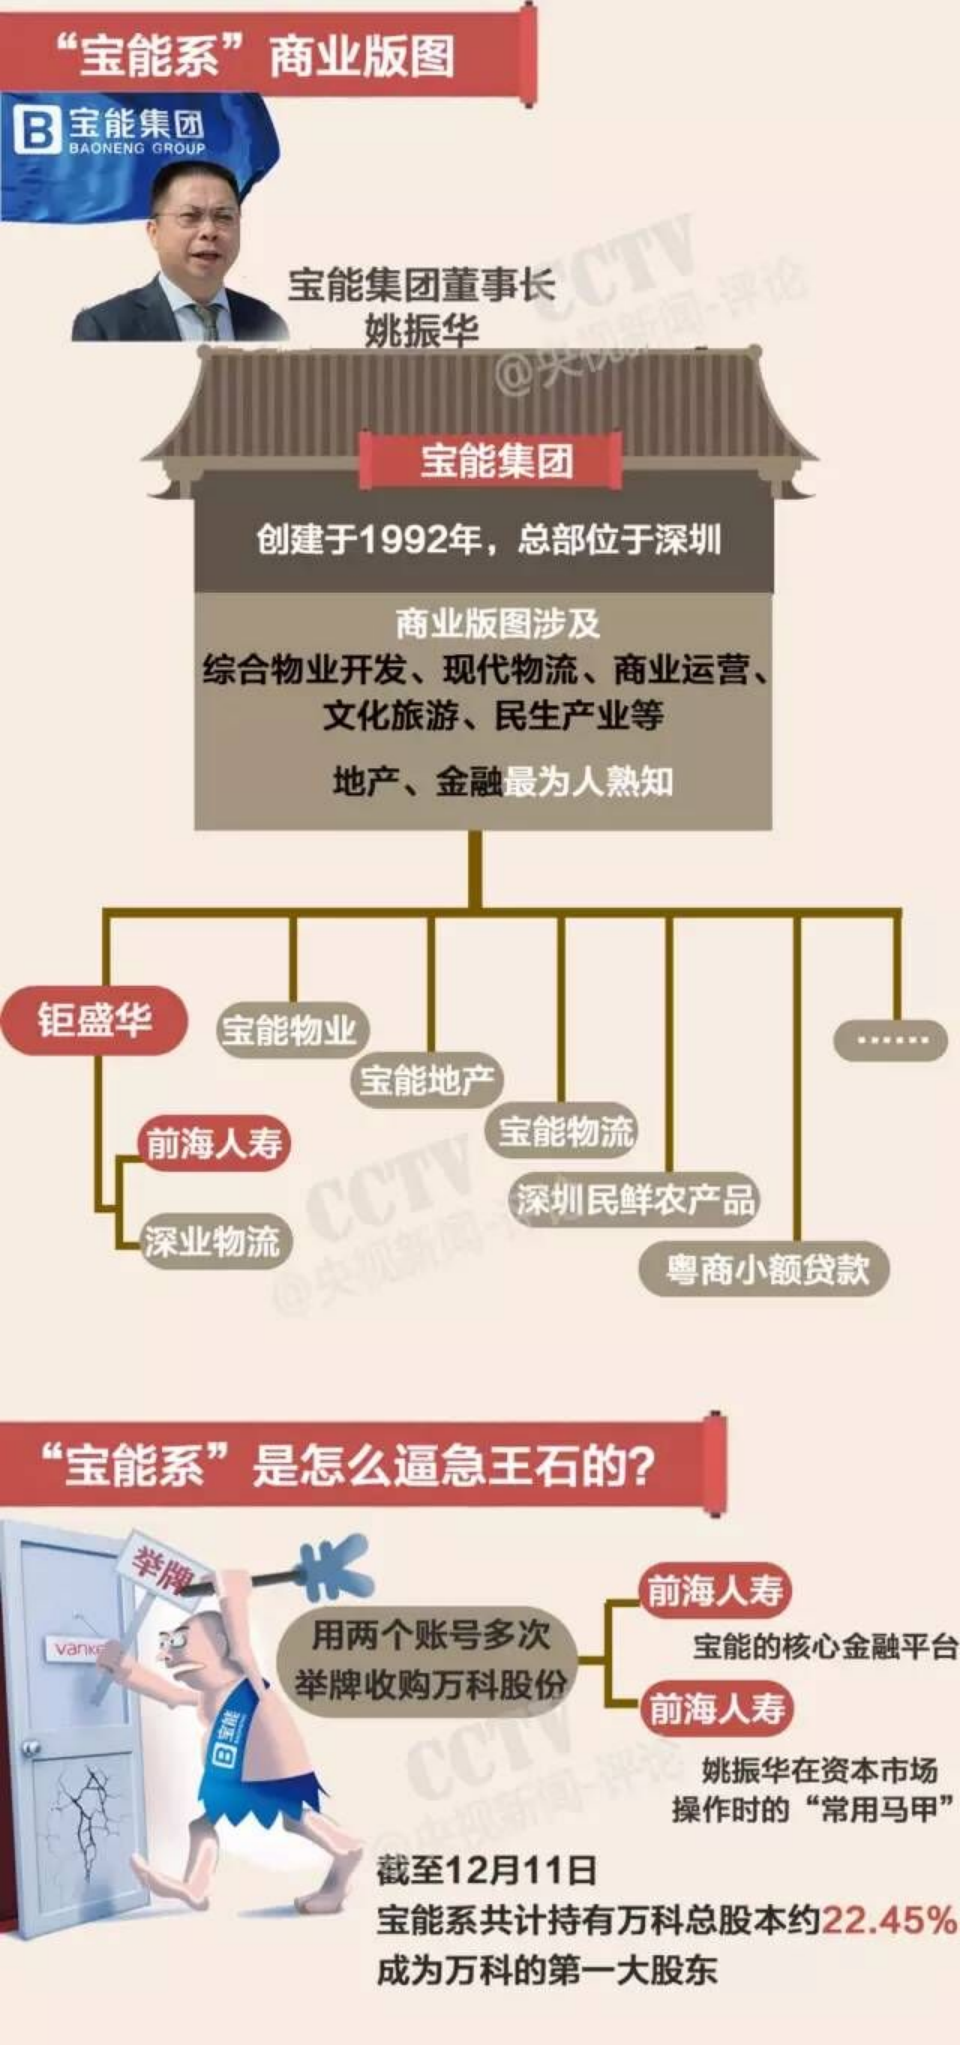 “宝能系”商业版图
宝能集团
BAONENG GROUP
宝能集团董事长
姚振华
CCTV
@央视新闻-评论
宝能集团
创建于1992年，总部位于深圳
商业版图涉及
综合物业开发、现代物流、商业运营、
文化旅游、民生产业等
地产、金融最为人熟知
钜盛华
宝能物业
宝能地产
宝能物流
深圳民鲜农产品
粤商小额贷款
······
前海人寿
深业物流
CCTV
@央视新闻-评论
“宝能系”是怎么逼急王石的？
举牌
vanke
宝能
用两个账号多次
举牌收购万科股份
前海人寿
宝能的核心金融平台
前海人寿
姚振华在资本市场
操作时的“常用马甲”
CCTV
@央视新闻-评论
截至12月11日
宝能系共计持有万科总股本约22.45%
成为万科的第一大股东